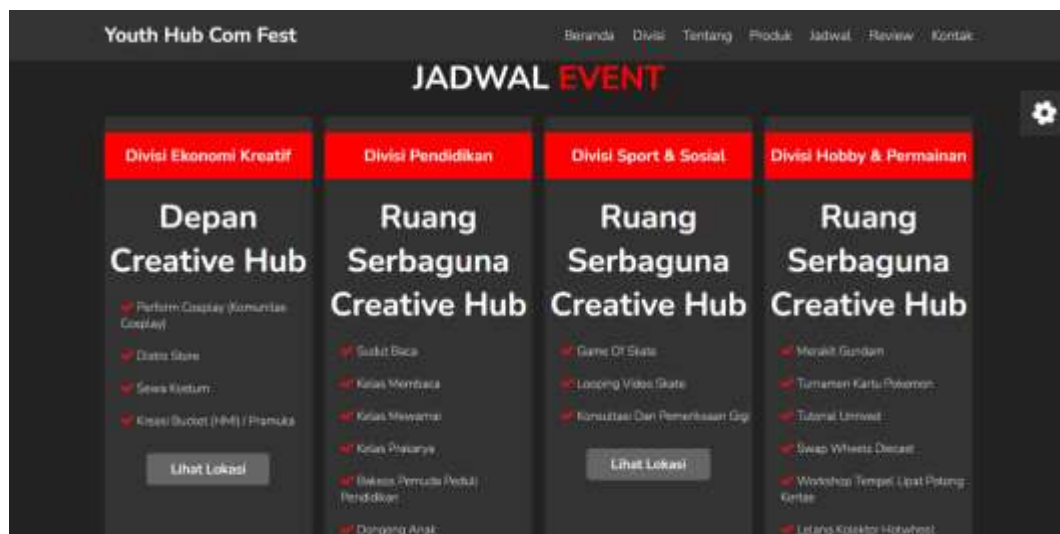 Youth Hub Com Fest
Beranda Divisi Tentang Produk Jadwal Review Kontak
JADWAL EVENT
Divisi Ekonomi Kreatif
Depan
Creative Hub
Perform Cosplay (Komunitas
Cosplay)
Distro Store
Sewa Kostum
Kreasi Bucket (HMI) / Pramuka
Lihat Lokasi
Divisi Pendidikan
Ruang
Serbaguna
Creative Hub
Sudut Baca
Kelas Membaca
Kelas Mewarnai
Kelas Prakarya
Baksos Pemuda Peduli
Pendidikan
Dongeng Anak
Divisi Sport & Sosial
Ruang
Serbaguna
Creative Hub
Game Of Skate
Looping Video Skate
Konsultasi Dan Pemeriksaan Gigi
Lihat Lokasi
Divisi Hobby & Permainan
Ruang
Serbaguna
Creative Hub
Merakit Gundam
Turnamen Kartu Pokemon
Tutorial
Swap Wheels Diecast
Workshop Tempel Lipat Potong
Kertas
Lelang Kolektor Hotwheel